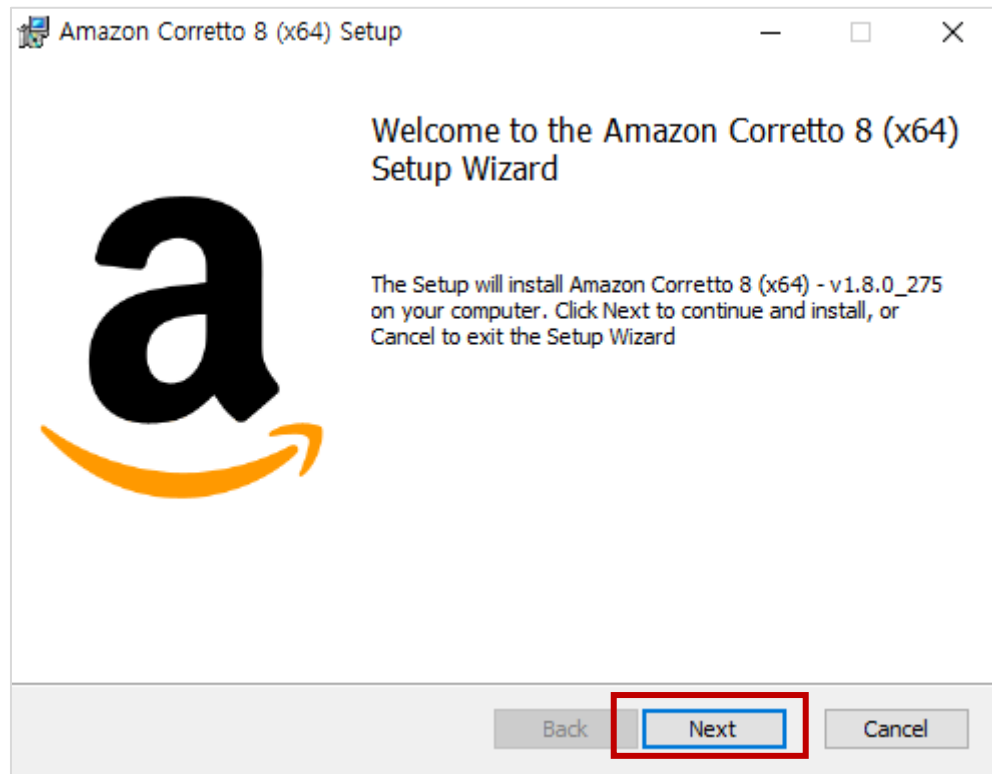 Amazon Corretto 8 (x64) Setup
Welcome to the Amazon Corretto 8 (x64)
Setup Wizard
a
The Setup will install Amazon Corretto 8 (x64) - v1.8.0_275
on your computer. Click Next to continue and install, or
Cancel to exit the Setup Wizard
Back Next Cancel